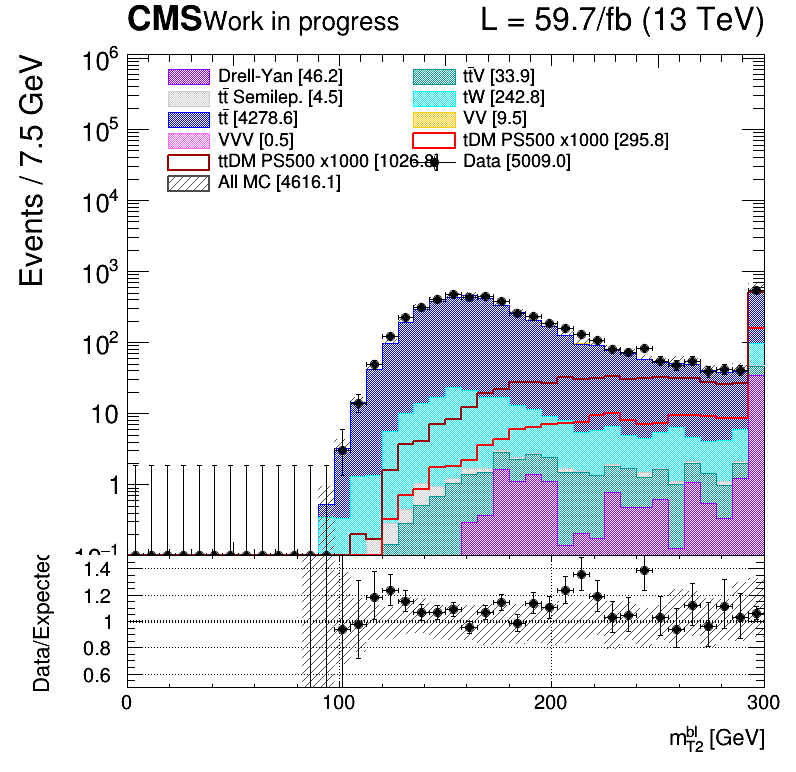 CMS Work in progress L = 59.7/fb (13 TeV)
Events / 7.5 GeV
10⁶
10⁵
10⁴
10³
10²
10
1
10⁻¹
Drell-Yan [46.2] tt̄V [33.9]
tt̄ Semilep. [4.5] tW [242.8]
tt̄ [4278.6] VV [9.5]
VVV [0.5] tDM PS500 x1000 [295.8]
ttDM PS500 x1000 [1026.8] Data [5009.0]
All MC [4616.1]
Data/Expected
1.4
1.2
1
0.8
0.6
0 100 200 300
m_{T2}^{bl} [GeV]